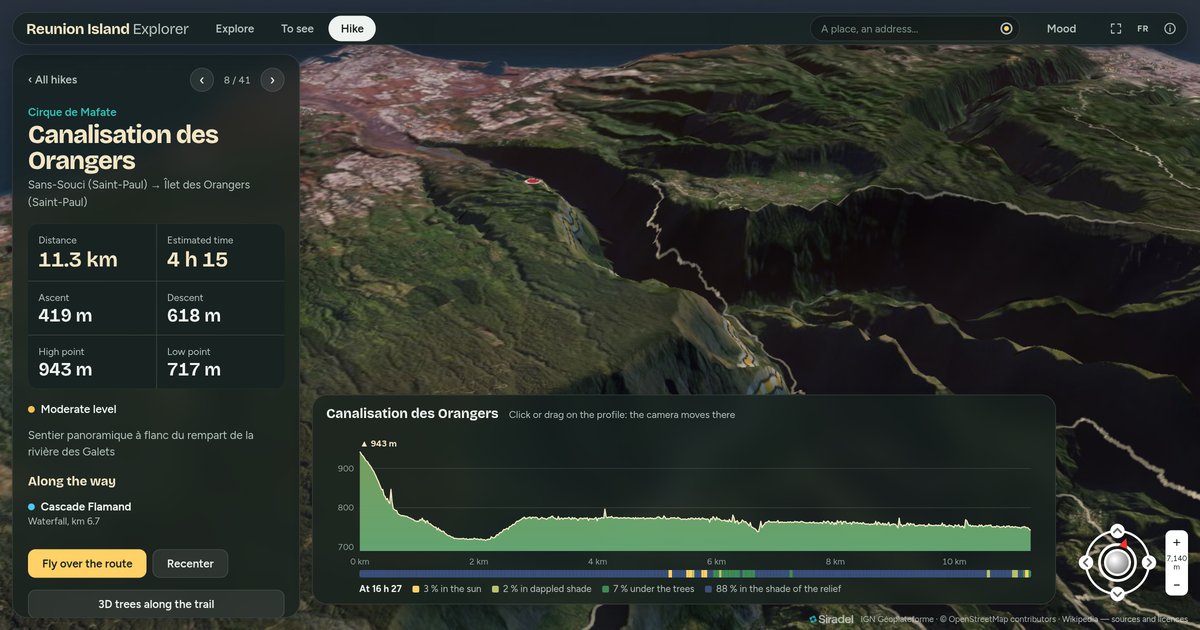 Reunion Island Explorer
Explore
To see
Hike
A place, an address...
Mood
FR
‹ All hikes
8 / 41
Cirque de Mafate
Canalisation des
Orangers
Sans-Souci (Saint-Paul) → Îlet des Orangers
(Saint-Paul)
Distance
11.3 km
Estimated time
4 h 15
Ascent
419 m
Descent
618 m
High point
943 m
Low point
717 m
Moderate level
Sentier panoramique à flanc du rempart de la
rivière des Galets
Along the way
Cascade Flamand
Waterfall, km 6.7
Fly over the route
Recenter
3D trees along the trail
Canalisation des Orangers
Click or drag on the profile: the camera moves there
▲ 943 m
900
800
700
0 km
2 km
4 km
6 km
8 km
10 km
At 16 h 27
3 % in the sun
2 % in dappled shade
7 % under the trees
88 % in the shade of the relief
+
7,140
m
−
Siradel
IGN Géoplateforme · © OpenStreetMap contributors · Wikipedia — sources and licences